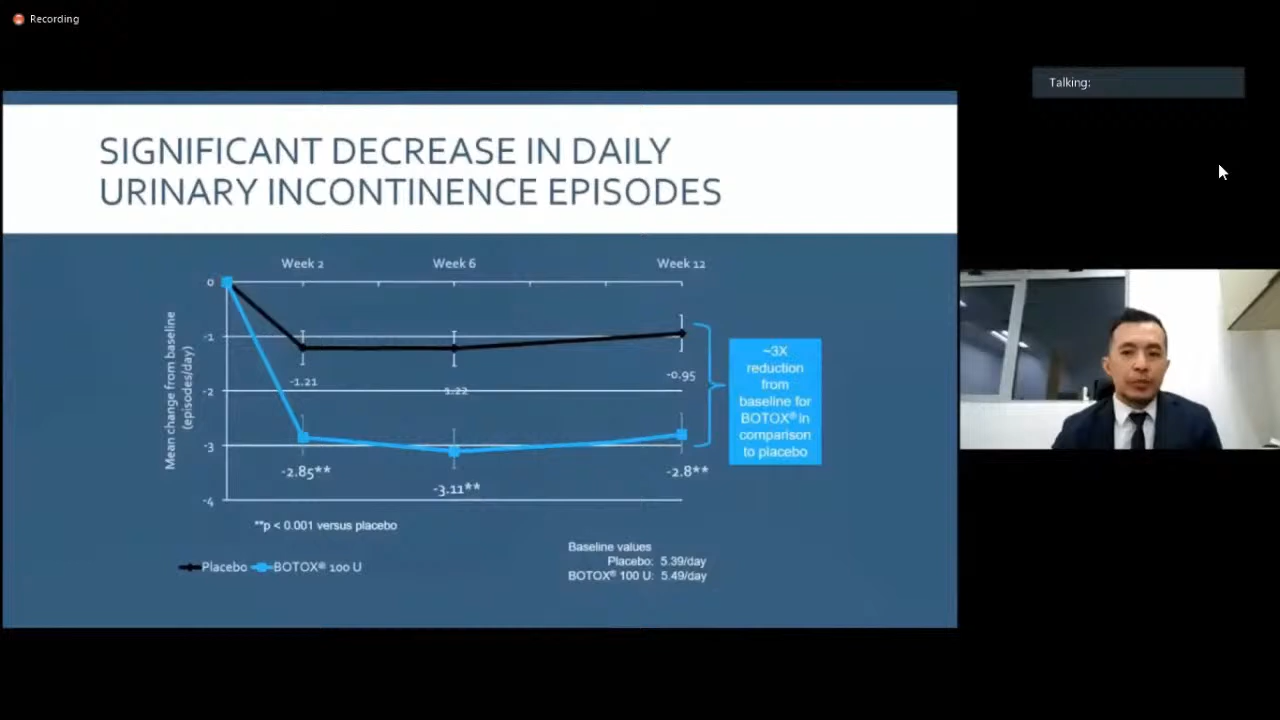 Recording
Talking:
SIGNIFICANT DECREASE IN DAILY
URINARY INCONTINENCE EPISODES
Week 2
Week 6
Week 12
Mean change from baseline
(episodes/day)
0
-1
-2
-3
-4
-1.21
-1.22
-0.95
-2.85**
-3.11**
-2.8**
~3X
reduction
from
baseline for
BOTOX® in
comparison
to placebo
**p < 0.001 versus placebo
Placebo
BOTOX® 100 U
Baseline values
Placebo: 5.39/day
BOTOX® 100 U: 5.49/day